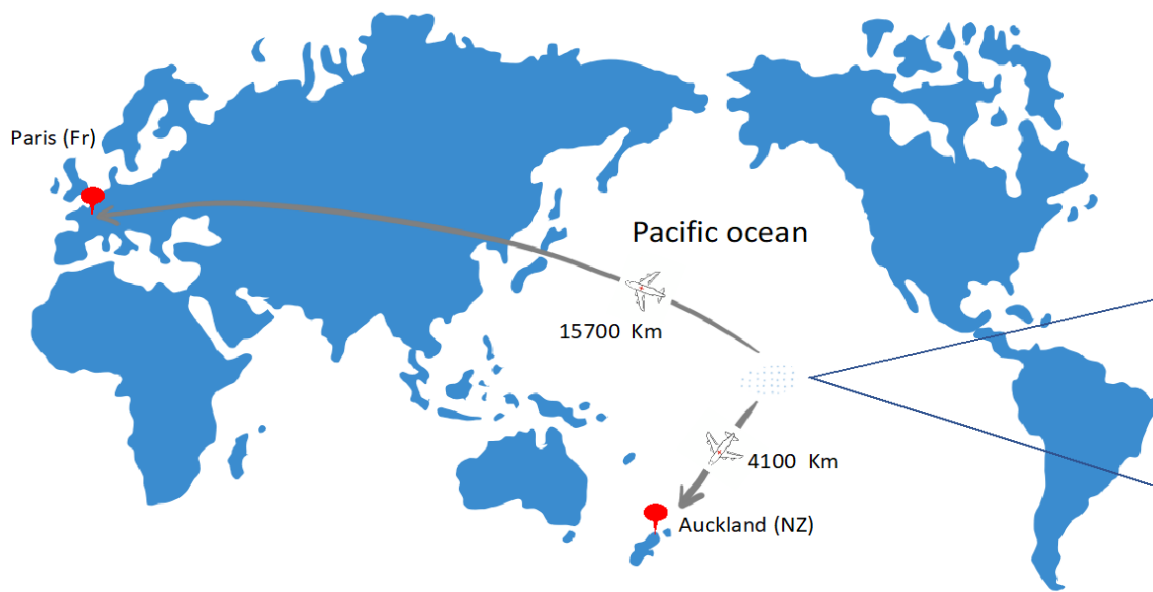 Paris (Fr)
Pacific ocean
15700 Km
4100 Km
Auckland (NZ)